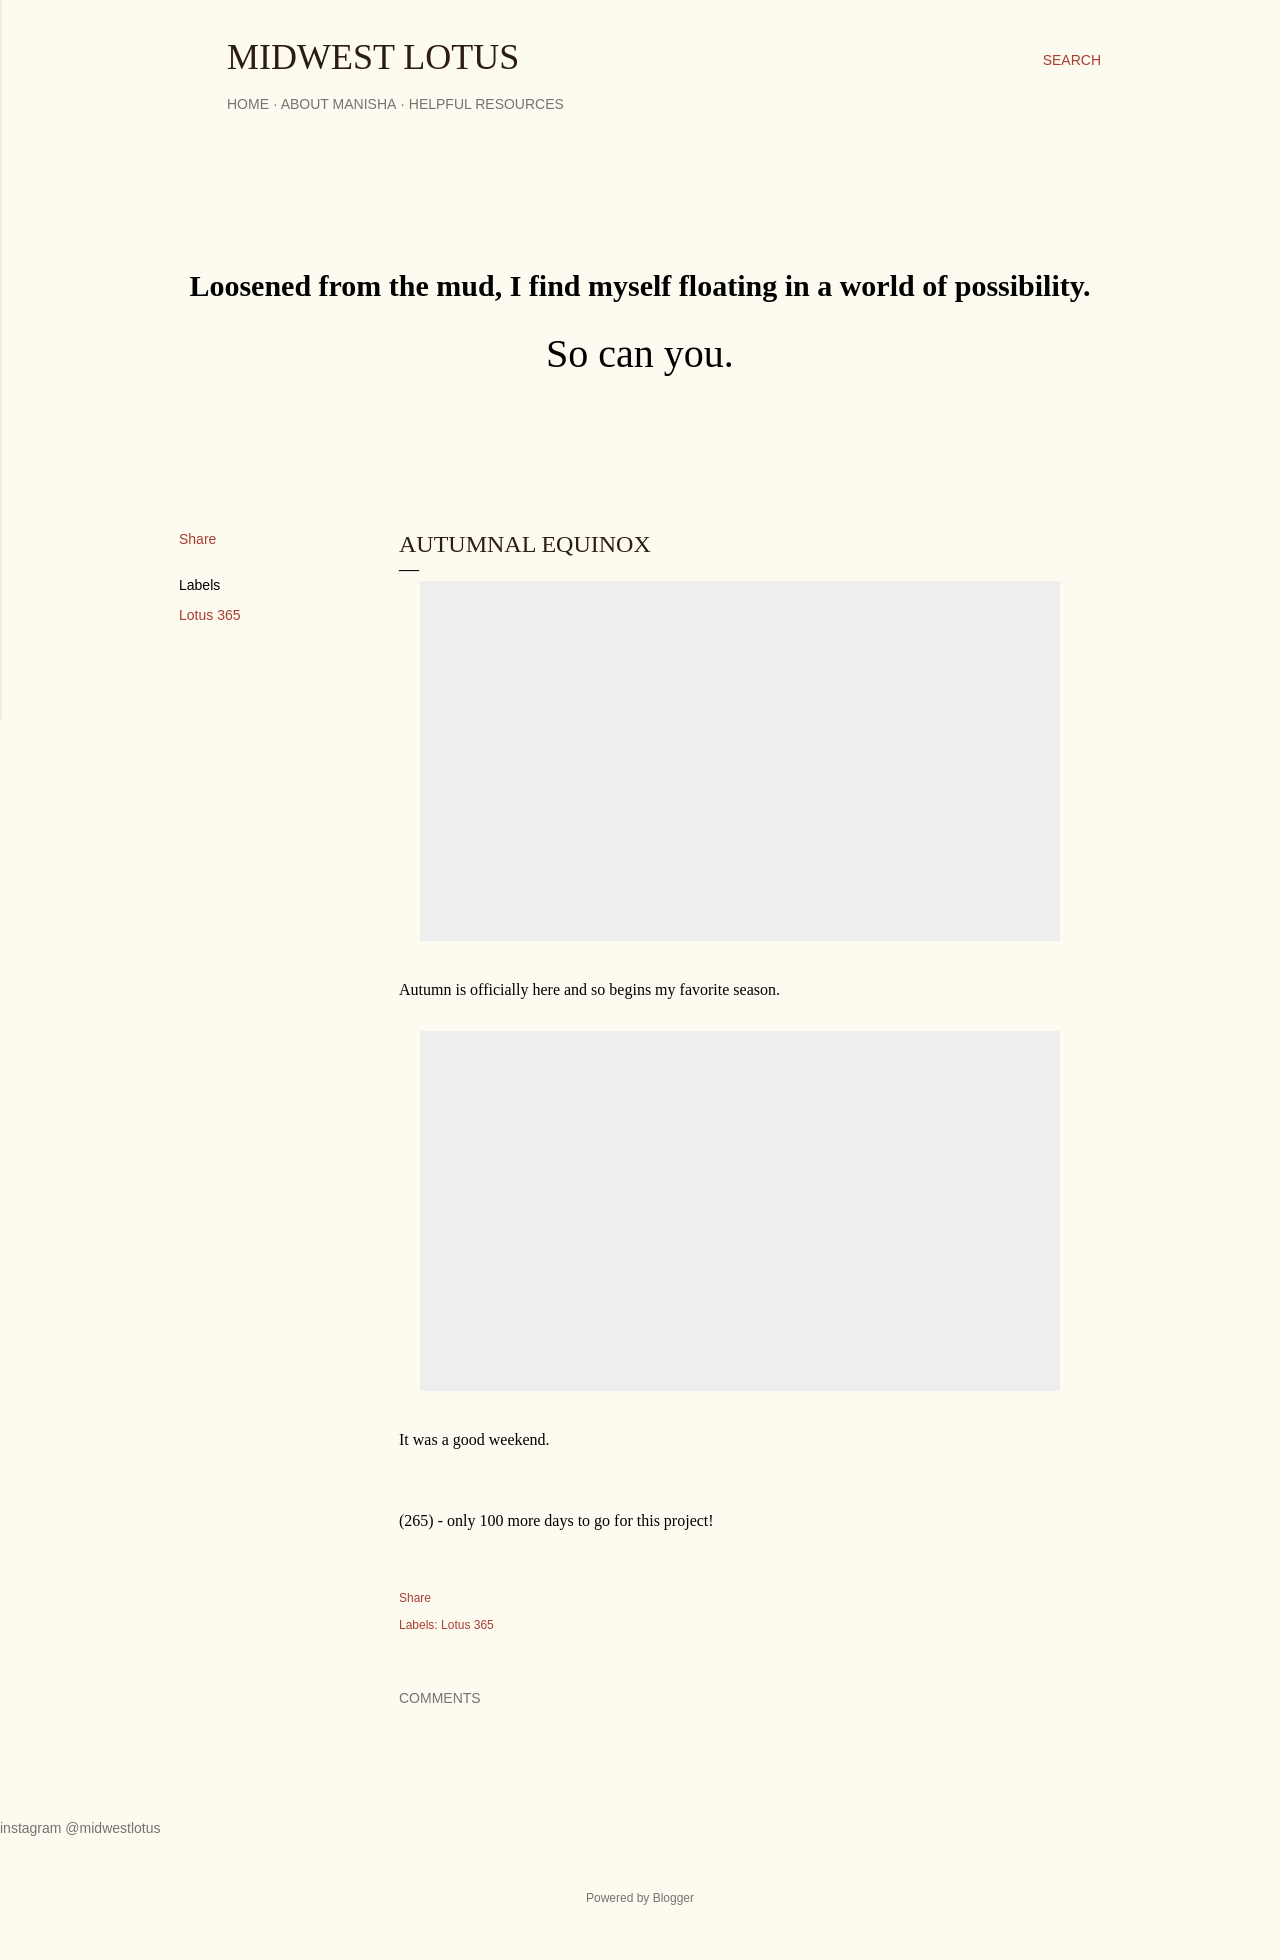 MIDWEST LOTUS
SEARCH
HOME · ABOUT MANISHA · HELPFUL RESOURCES
Loosened from the mud, I find myself floating in a world of possibility.
So can you.
Share
Labels
Lotus 365
AUTUMNAL EQUINOX
Autumn is officially here and so begins my favorite season.
It was a good weekend.
(265) - only 100 more days to go for this project!
Share
Labels: Lotus 365
COMMENTS
instagram @midwestlotus
Powered by Blogger